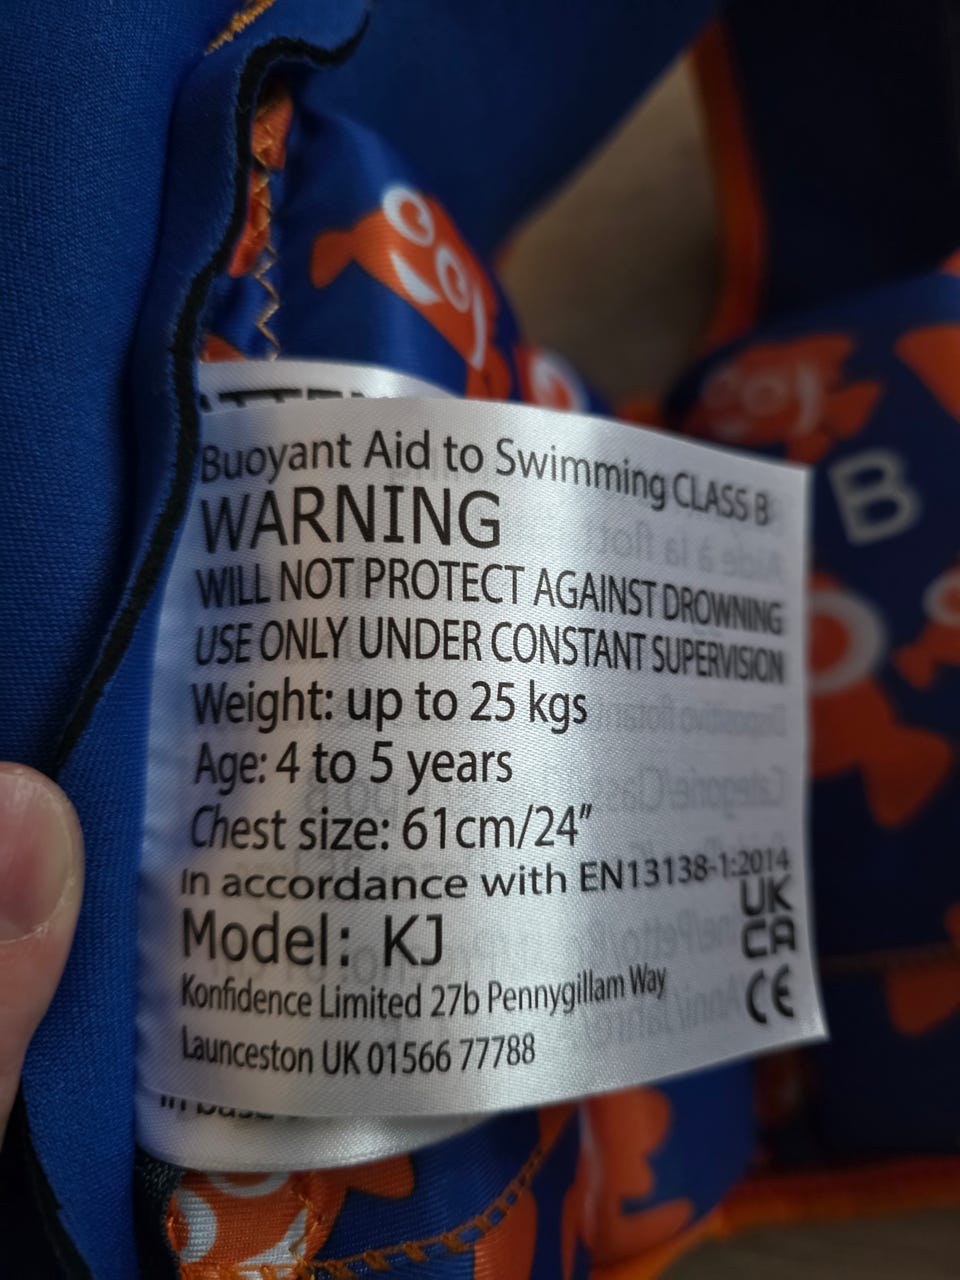 Buoyant Aid to Swimming CLASS B
WARNING
WILL NOT PROTECT AGAINST DROWNING
USE ONLY UNDER CONSTANT SUPERVISION
Weight: up to 25 kgs
Age: 4 to 5 years
Chest size: 61cm/24"
In accordance with EN13138-1:2014
UK
CA
Model: KJ
CE
Konfidence Limited 27b Pennygillam Way
Launceston UK 01566 77788
B